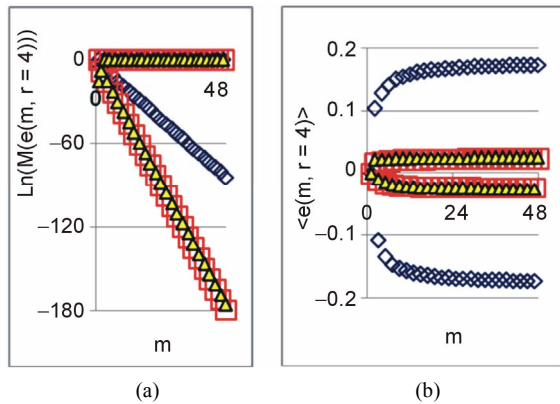 Ln(M(e(m, r = 4)))
0
0
48
−60
−120
−180
m
(a)
<e(m, r = 4)>
0.2
0.1
0
0
24
48
−0.1
−0.2
m
(b)